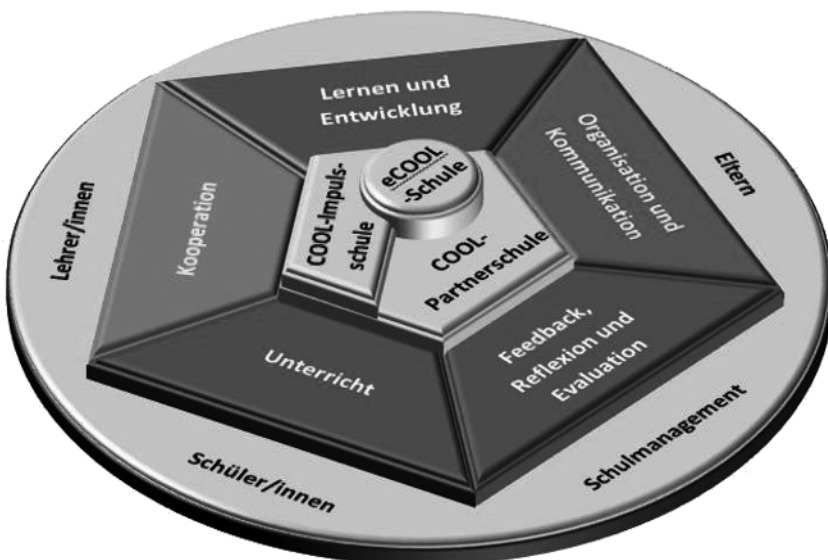 Lernen und
Entwicklung
Organisation und
Kommunikation
Eltern
Lehrer/innen
Kooperation
COOL-Impuls-
schule
eCOOL
-Schule
COOL-
Partnerschule
Unterricht
Feedback,
Reflexion und
Evaluation
Schüler/innen
Schulmanagement